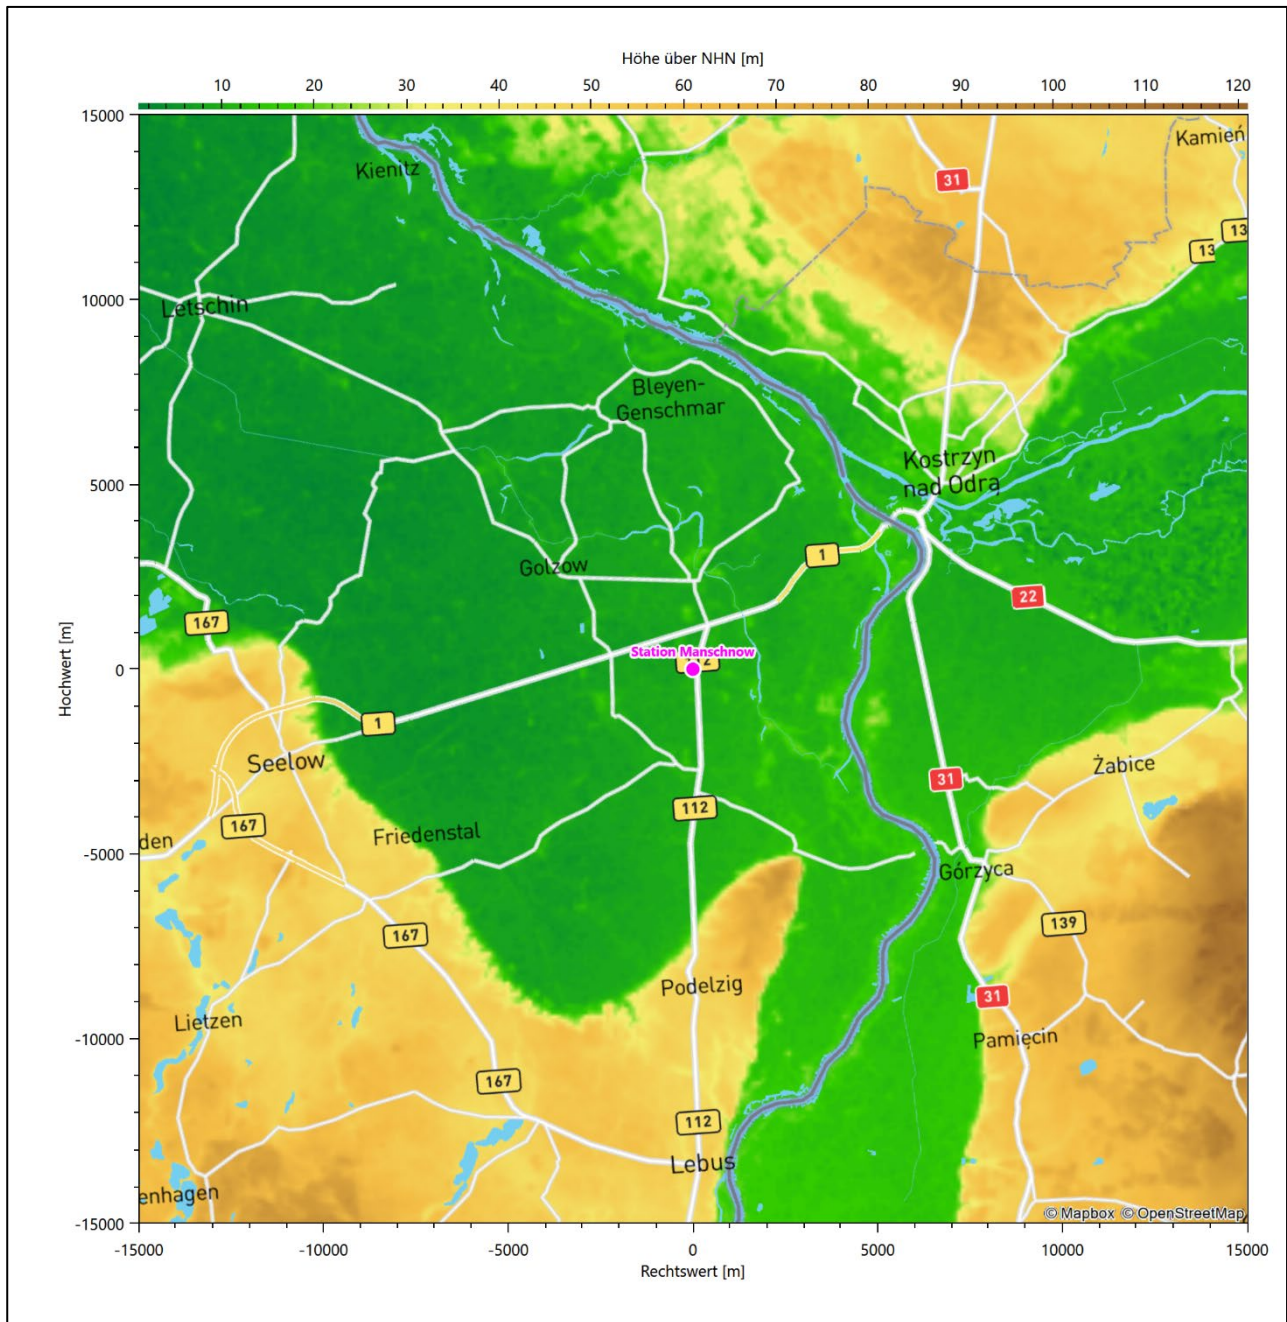 Höhe über NHN [m]
10 20 30 40 50 60 70 80 90 100 110 120
15000
Kamień
31
Kienitz
13
13
10000
Letschin
Bleyen-
Genschmar
Kostrzyn
nad Odrą
5000
1
Golzow
22
167
Station Manschnow
0
Hochwert [m]
1
Seelow
Żabice
31
112
167
Friedenstal
den
-5000
Górzyca
139
167
Podelzig
31
Lietzen
Pamięcin
-10000
167
112
Lebus
enhagen
© Mapbox © OpenStreetMap
-15000
-15000 -10000 -5000 0 5000 10000 15000
Rechtswert [m]